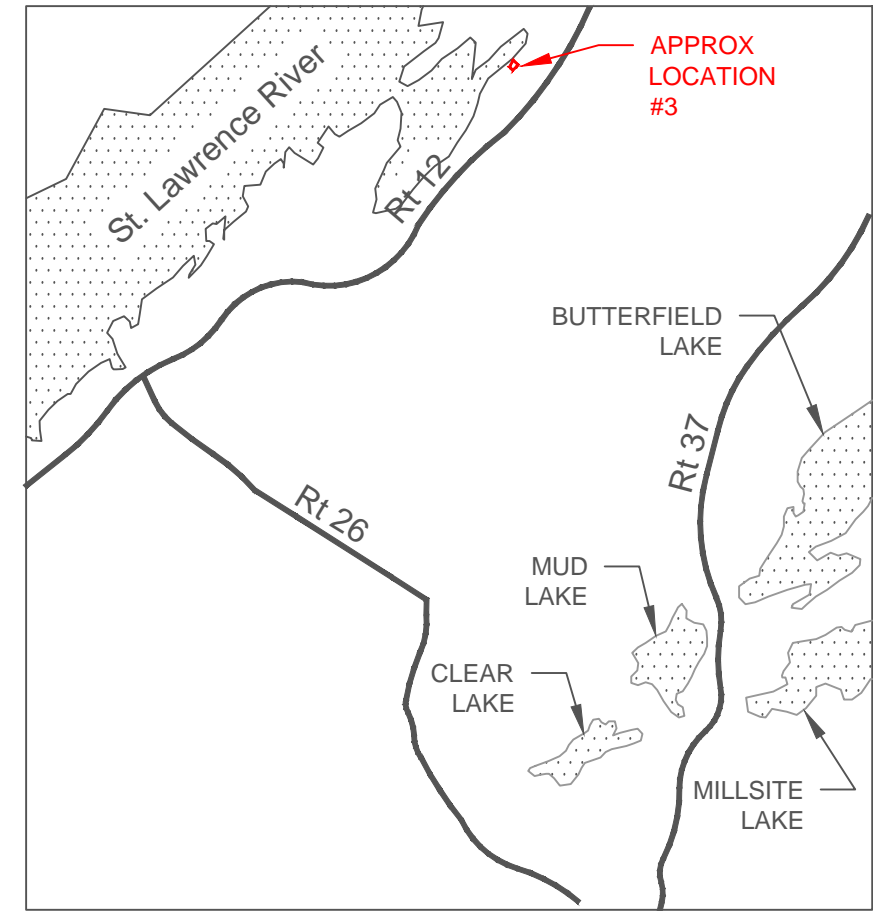 APPROX
LOCATION
#3
St. Lawrence River
Rt 12
BUTTERFIELD
LAKE
Rt 37
Rt 26
MUD
LAKE
CLEAR
LAKE
MILLSITE
LAKE